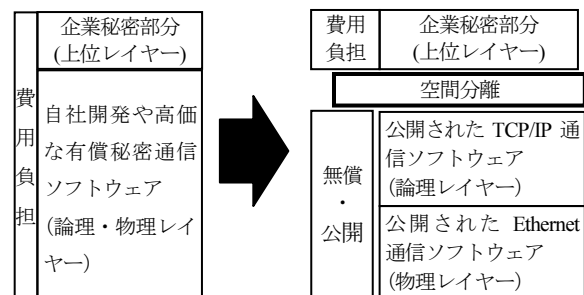 費用負担
企業秘密部分
(上位レイヤー)
自社開発や高価
な有償秘密通信
ソフトウェア
(論理・物理レイ
ヤー)
費用
負担
企業秘密部分
(上位レイヤー)
空間分離
無償
・
公開
公開された TCP/IP 通
信ソフトウェア
(論理レイヤー)
公開された Ethernet
通信ソフトウェア
(物理レイヤー)